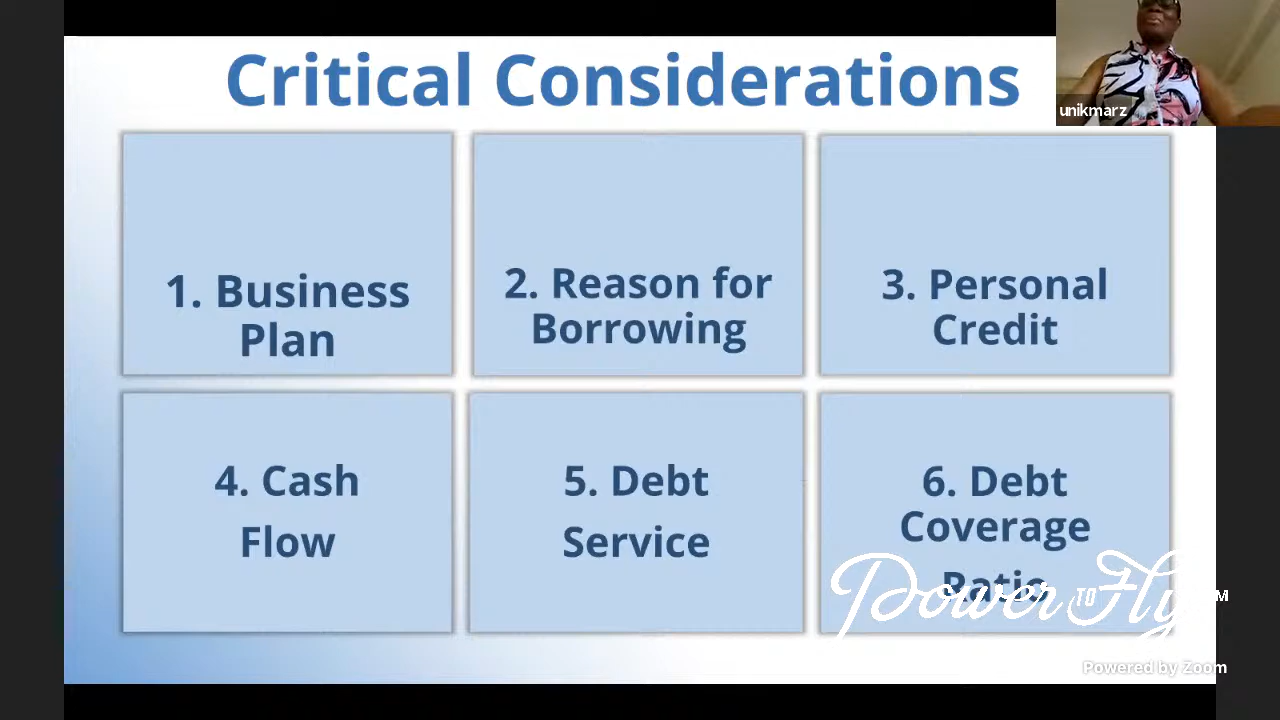 Critical Considerations
unikmarz
1. Business
Plan
2. Reason for
Borrowing
3. Personal
Credit
4. Cash
Flow
5. Debt
Service
6. Debt
Coverage
Ratio
Power TO Fly
Powered by Zoom